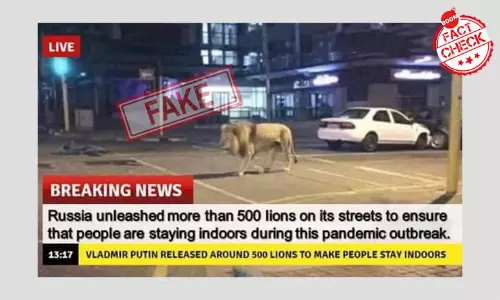 BOOM
FACT
CHECK
LIVE
FAKE
BREAKING NEWS
Russia unleashed more than 500 lions on its streets to ensure
that people are staying indoors during this pandemic outbreak.
13:17 VLADMIR PUTIN RELEASED AROUND 500 LIONS TO MAKE PEOPLE STAY INDOORS